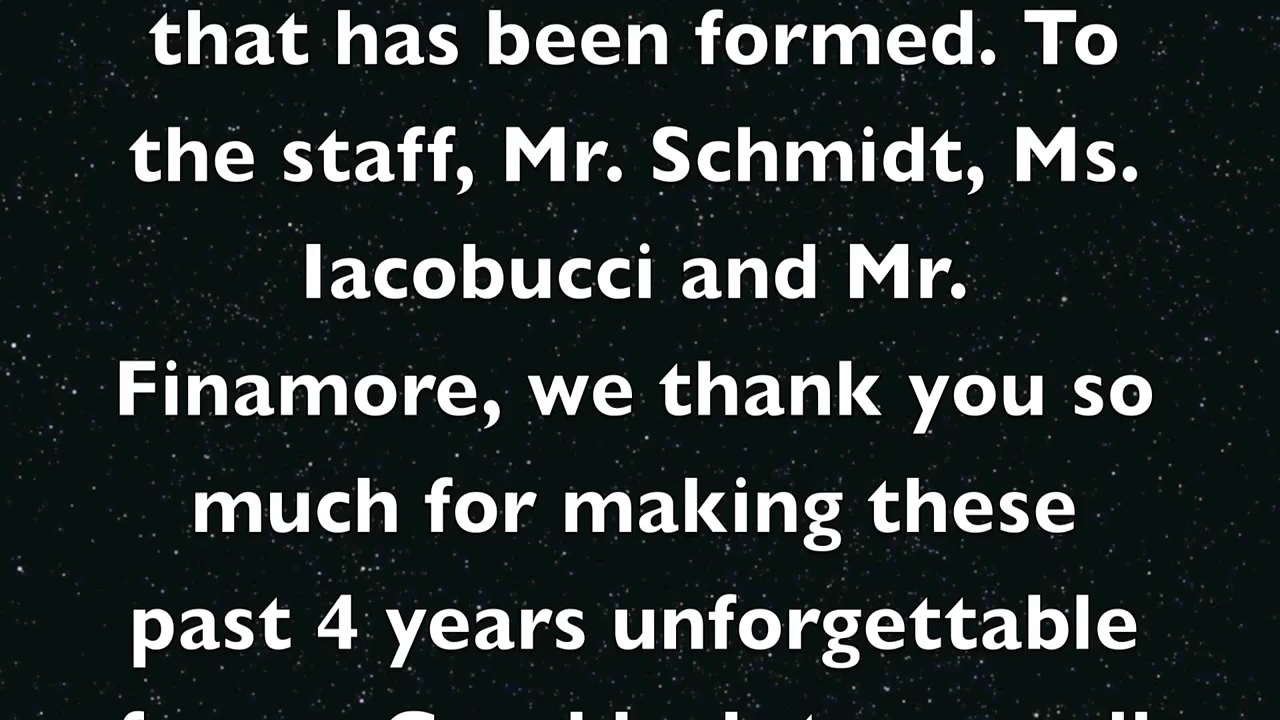 that has been formed. To
the staff, Mr. Schmidt, Ms.
Iacobucci and Mr.
Finamore, we thank you so
much for making these
past 4 years unforgettable